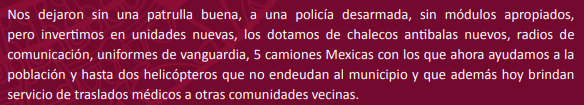 Nos dejaron sin una patrulla buena, a una policía desarmada, sin módulos apropiados,
pero invertimos en unidades nuevas, los dotamos de chalecos antibalas nuevos, radios de
comunicación, uniformes de vanguardia, 5 camiones Mexicas con los que ahora ayudamos a la
población y hasta dos helicópteros que no endeudan al municipio y que además hoy brindan
servicio de traslados médicos a otras comunidades vecinas.